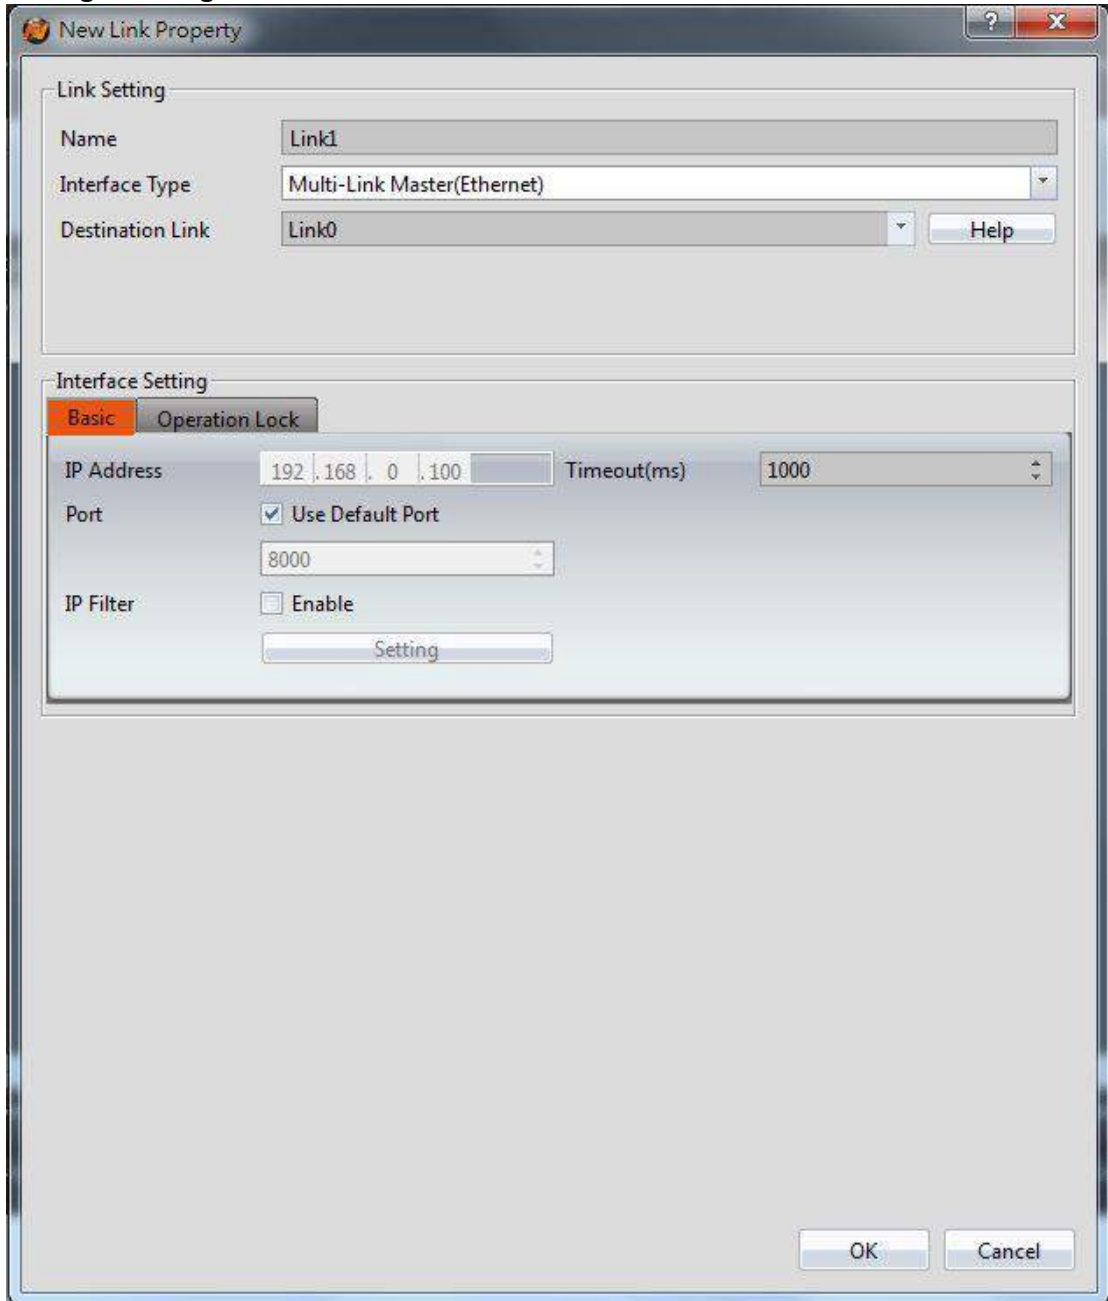 New Link Property
Link Setting
Name Link1
Interface Type Multi-Link Master(Ethernet)
Destination Link Link0 Help
Interface Setting
Basic Operation Lock
IP Address 192 . 168 . 0 . 100 Timeout(ms) 1000
Port Use Default Port
8000
IP Filter Enable
Setting
OK Cancel